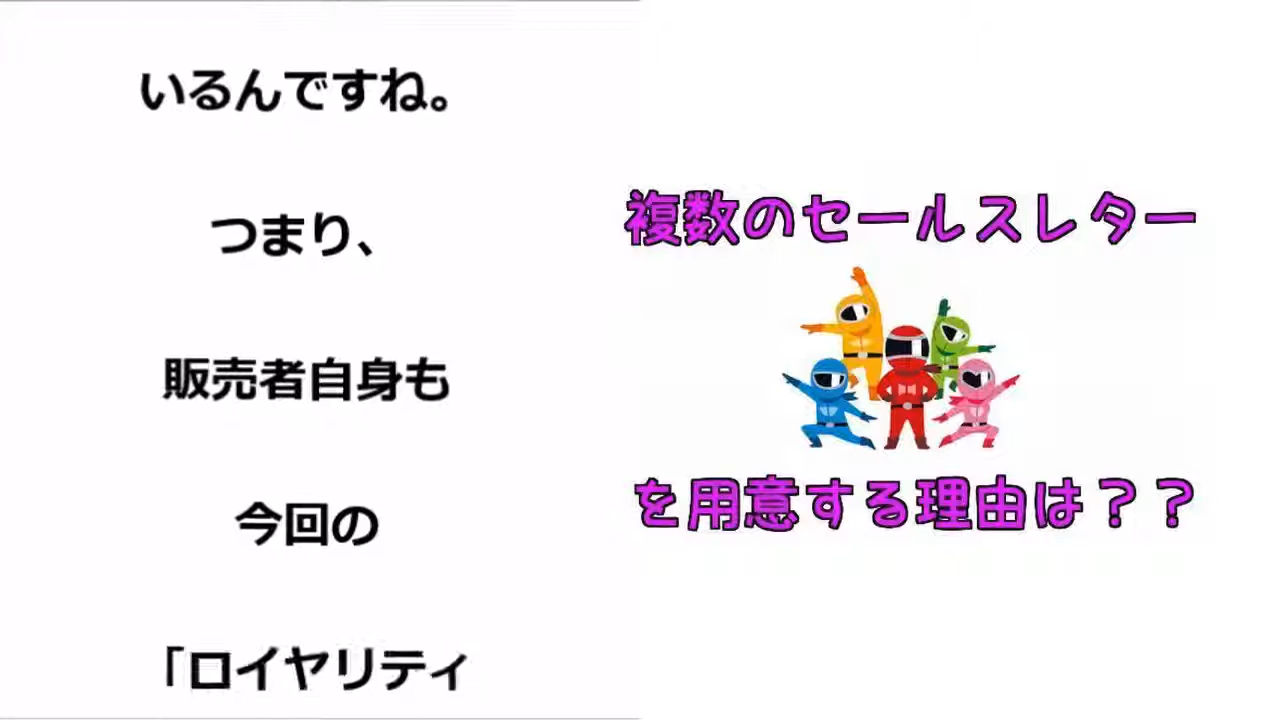 いるんですね。
つまり、
販売者自身も
今回の
「ロイヤリティ
複数のセールスレター
を用意する理由は？？